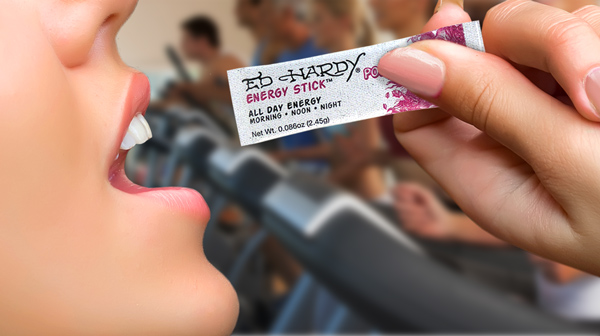 ED HARDY®
ENERGY STICK™
ALL DAY ENERGY
MORNING • NOON • NIGHT
Net Wt. 0.086oz (2.45g)